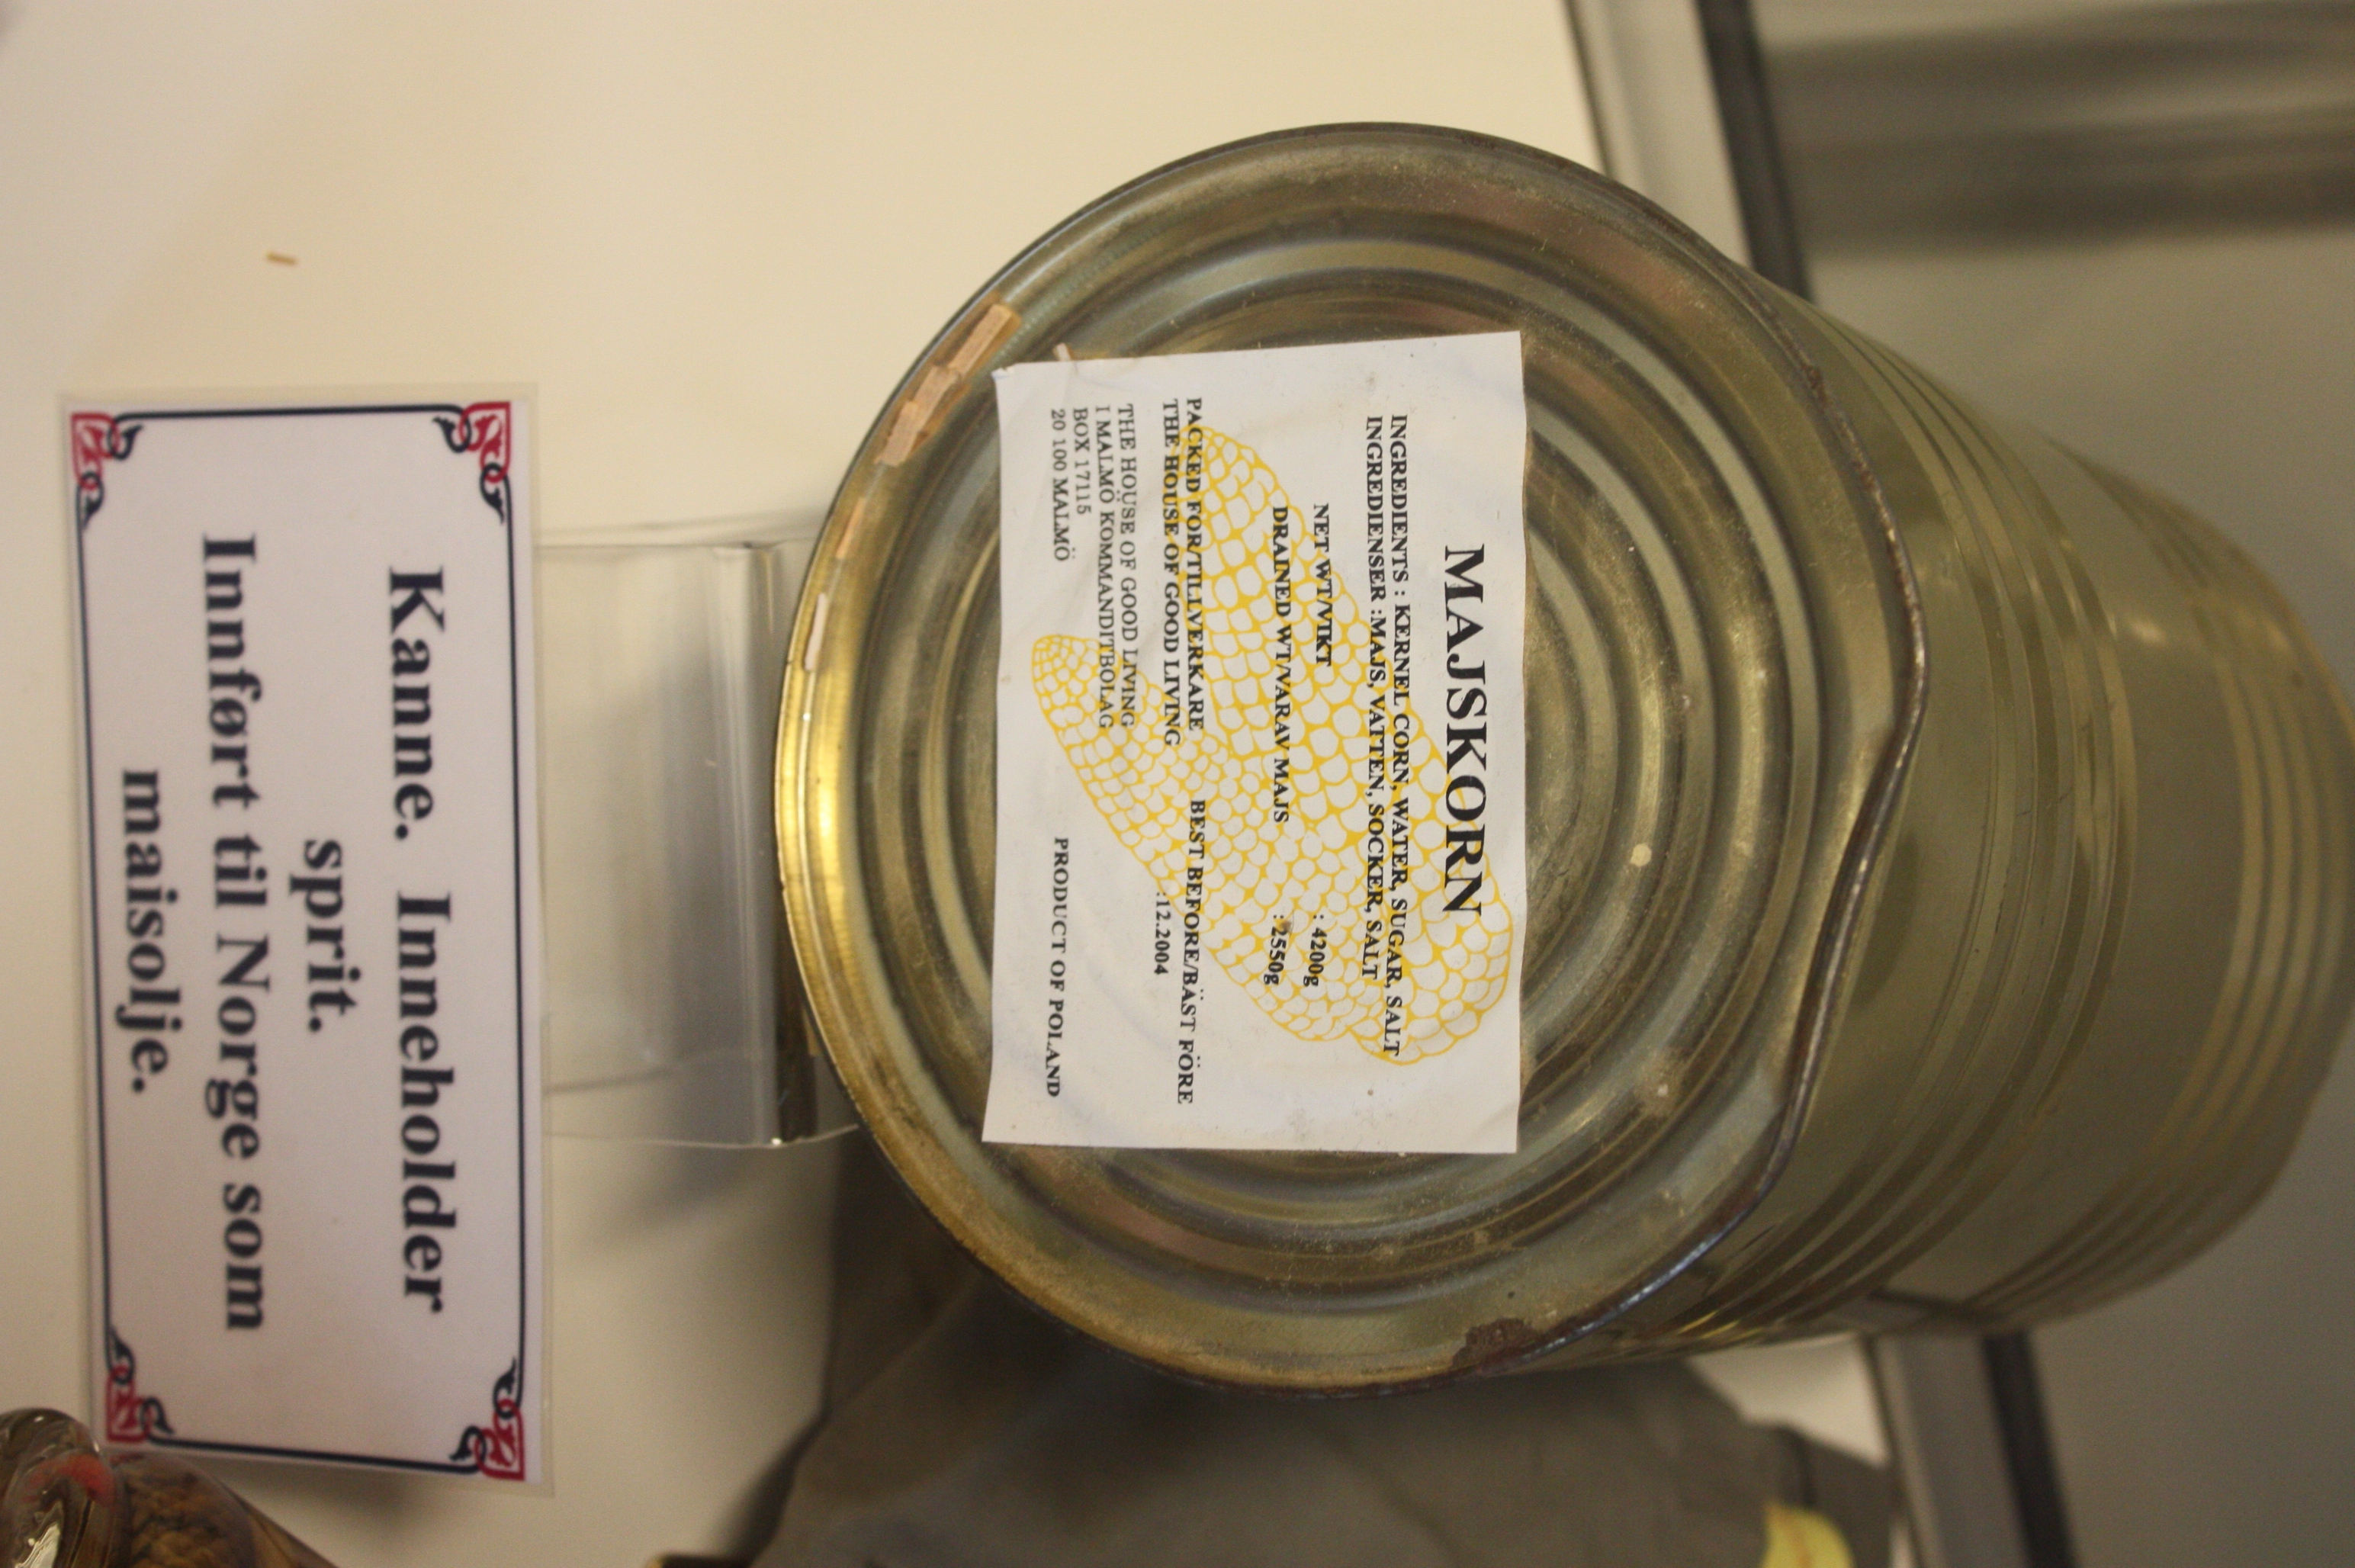 MAJSKORN
INGREDIENTS : KERNEL CORN, WATER, SUGAR, SALT
INGREDIENSER :MAJS, VATTEN, SOCKER, SALT
NET WT/VIKT : 4200g
DRAINED WT/VARAV MAJS : 2550g
PACKED FOR/TILLVERKARE BEST BEFORE/BÄST FÖRE
THE HOUSE OF GOOD LIVING :12.2004
THE HOUSE OF GOOD LIVING
I MALMÖ KOMMANDITBOLAG
BOX 17115
20 100 MALMÖ PRODUCT OF POLAND
Kanne. Inneholder
sprit.
Innført til Norge som
maisolje.